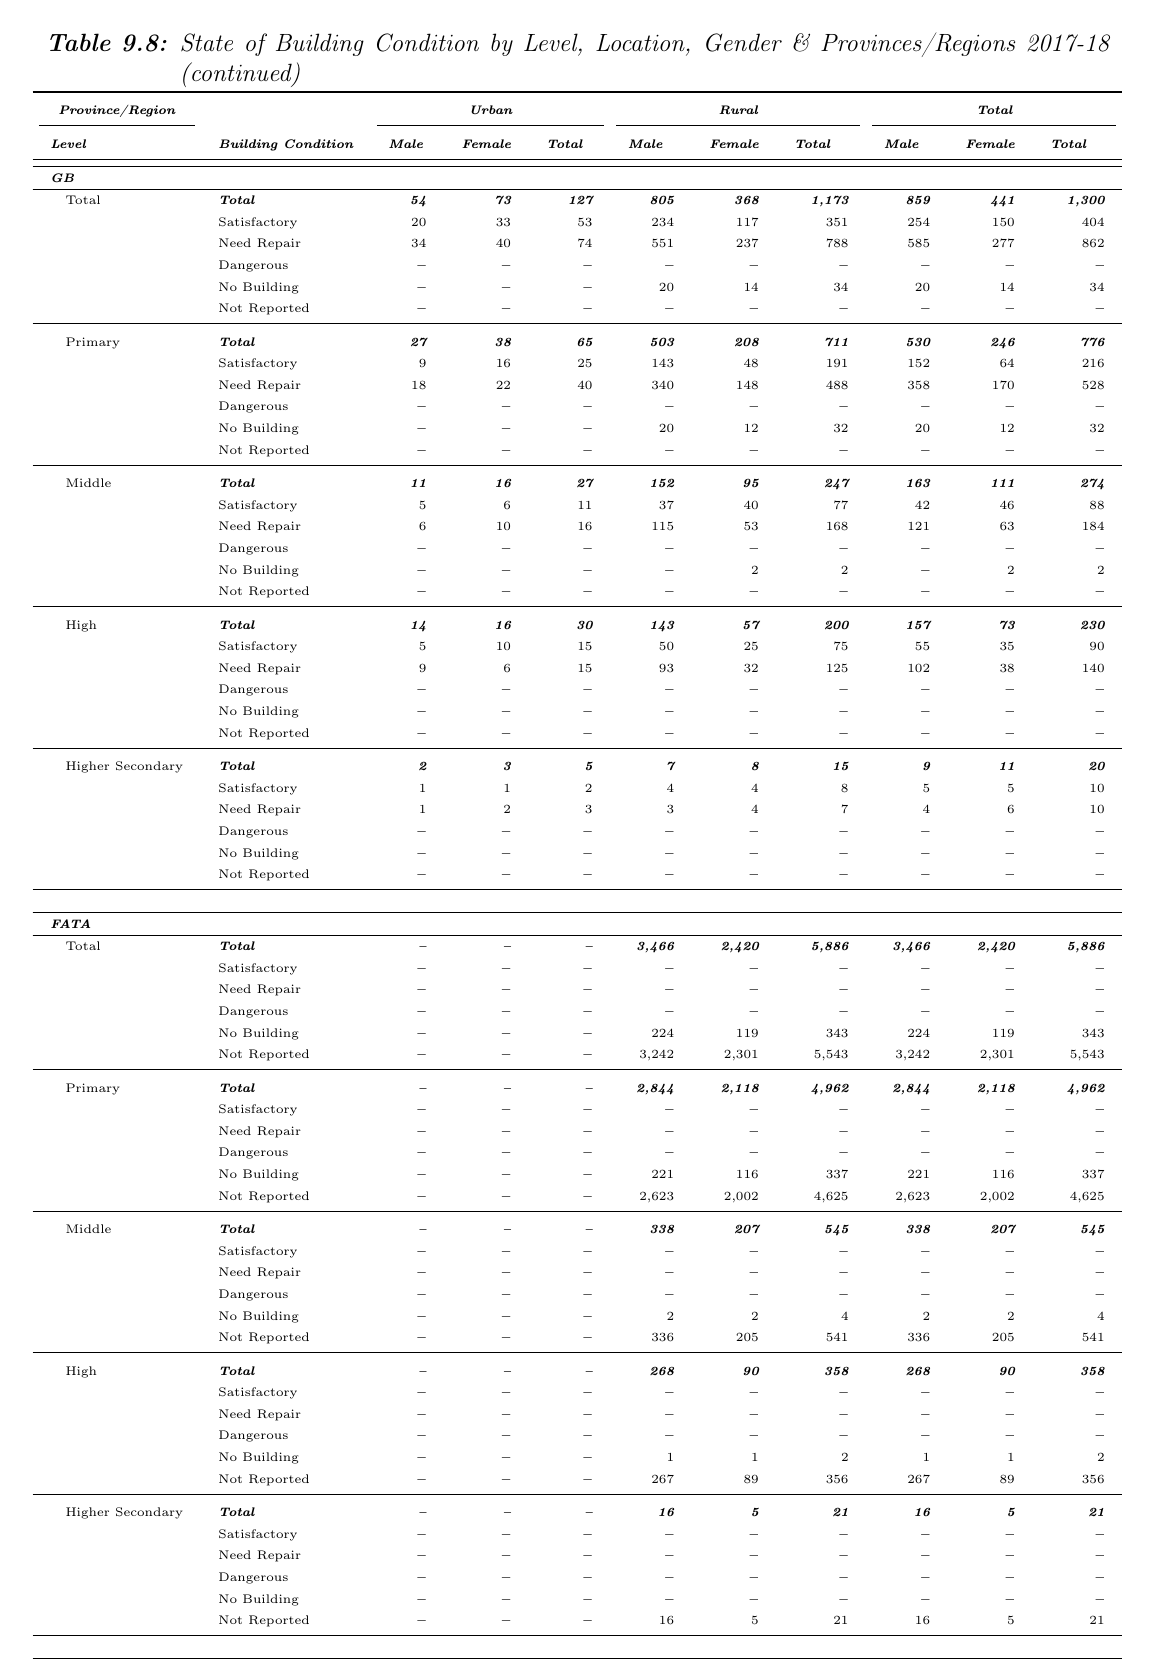 Table 9.8: State of Building Condition by Level, Location, Gender & Provinces/Regions 2017-18
(continued)
Province/Region Urban Rural Total
Level Building Condition Male Female Total Male Female Total Male Female Total
GB
Total Total 54 73 127 805 368 1,173 859 441 1,300
Satisfactory 20 33 53 234 117 351 254 150 404
Need Repair 34 40 74 551 237 788 585 277 862
Dangerous – – – – – – – – –
No Building – – – 20 14 34 20 14 34
Not Reported – – – – – – – – –
Primary Total 27 38 65 503 208 711 530 246 776
Satisfactory 9 16 25 143 48 191 152 64 216
Need Repair 18 22 40 340 148 488 358 170 528
Dangerous – – – – – – – – –
No Building – – – 20 12 32 20 12 32
Not Reported – – – – – – – – –
Middle Total 11 16 27 152 95 247 163 111 274
Satisfactory 5 6 11 37 40 77 42 46 88
Need Repair 6 10 16 115 53 168 121 63 184
Dangerous – – – – – – – – –
No Building – – – – 2 2 – 2 2
Not Reported – – – – – – – – –
High Total 14 16 30 143 57 200 157 73 230
Satisfactory 5 10 15 50 25 75 55 35 90
Need Repair 9 6 15 93 32 125 102 38 140
Dangerous – – – – – – – – –
No Building – – – – – – – – –
Not Reported – – – – – – – – –
Higher Secondary Total 2 3 5 7 8 15 9 11 20
Satisfactory 1 1 2 4 4 8 5 5 10
Need Repair 1 2 3 3 4 7 4 6 10
Dangerous – – – – – – – – –
No Building – – – – – – – – –
Not Reported – – – – – – – – –
FATA
Total Total – – – 3,466 2,420 5,886 3,466 2,420 5,886
Satisfactory – – – – – – – – –
Need Repair – – – – – – – – –
Dangerous – – – – – – – – –
No Building – – – 224 119 343 224 119 343
Not Reported – – – 3,242 2,301 5,543 3,242 2,301 5,543
Primary Total – – – 2,844 2,118 4,962 2,844 2,118 4,962
Satisfactory – – – – – – – – –
Need Repair – – – – – – – – –
Dangerous – – – – – – – – –
No Building – – – 221 116 337 221 116 337
Not Reported – – – 2,623 2,002 4,625 2,623 2,002 4,625
Middle Total – – – 338 207 545 338 207 545
Satisfactory – – – – – – – – –
Need Repair – – – – – – – – –
Dangerous – – – – – – – – –
No Building – – – 2 2 4 2 2 4
Not Reported – – – 336 205 541 336 205 541
High Total – – – 268 90 358 268 90 358
Satisfactory – – – – – – – – –
Need Repair – – – – – – – – –
Dangerous – – – – – – – – –
No Building – – – 1 1 2 1 1 2
Not Reported – – – 267 89 356 267 89 356
Higher Secondary Total – – – 16 5 21 16 5 21
Satisfactory – – – – – – – – –
Need Repair – – – – – – – – –
Dangerous – – – – – – – – –
No Building – – – – – – – – –
Not Reported – – – 16 5 21 16 5 21